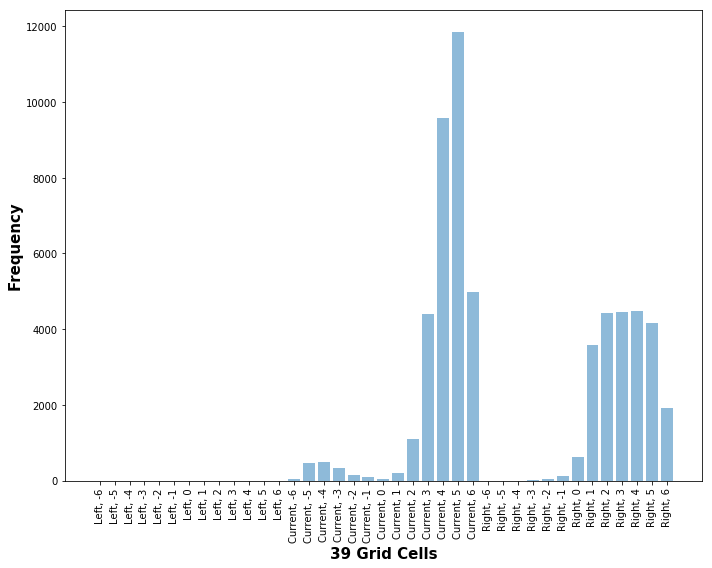 12000
10000
8000
6000
4000
2000
0
Frequency
Left, -6
Left, -5
Left, -4
Left, -3
Left, -2
Left, -1
Left, 0
Left, 1
Left, 2
Left, 3
Left, 4
Left, 5
Left, 6
Current, -6
Current, -5
Current, -4
Current, -3
Current, -2
Current, -1
Current, 0
Current, 1
Current, 2
Current, 3
Current, 4
Current, 5
Current, 6
Right, -6
Right, -5
Right, -4
Right, -3
Right, -2
Right, -1
Right, 0
Right, 1
Right, 2
Right, 3
Right, 4
Right, 5
Right, 6
39 Grid Cells